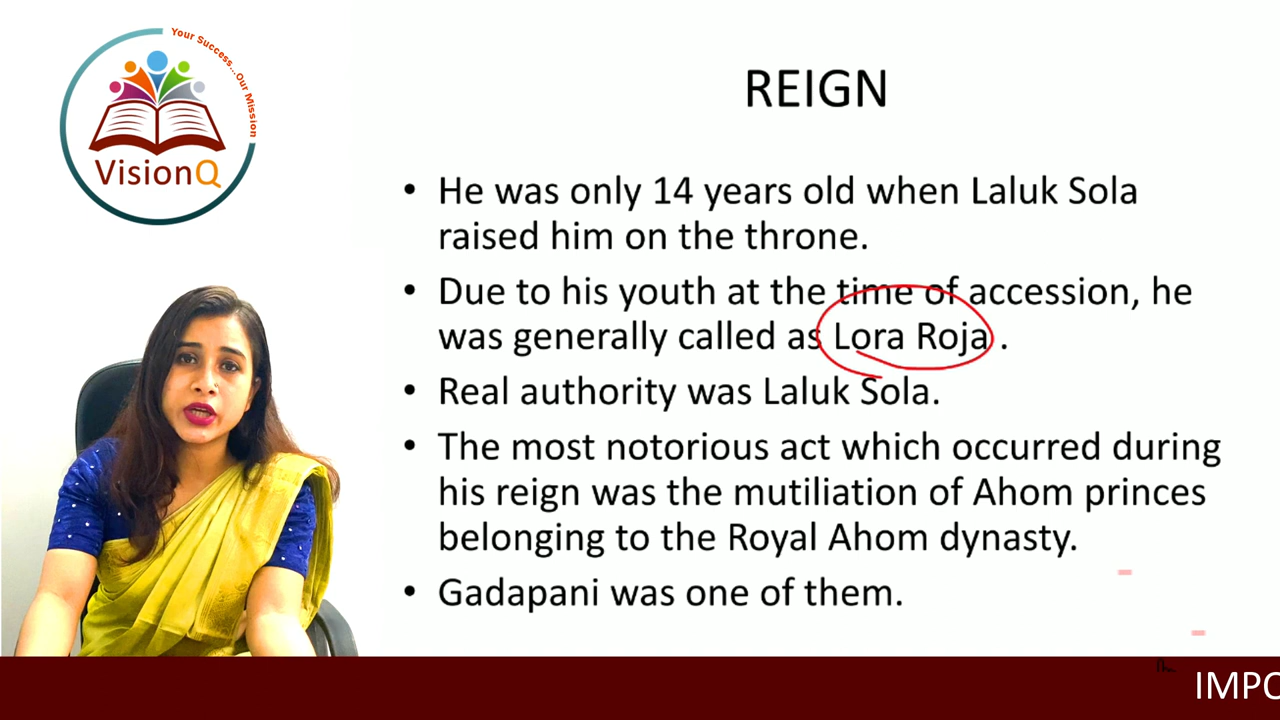 Your Success...Our Mission
VisionQ
REIGN
• He was only 14 years old when Laluk Sola
raised him on the throne.
• Due to his youth at the time of accession, he
was generally called as Lora Roja .
• Real authority was Laluk Sola.
• The most notorious act which occurred during
his reign was the mutiliation of Ahom princes
belonging to the Royal Ahom dynasty.
• Gadapani was one of them.
IMPO